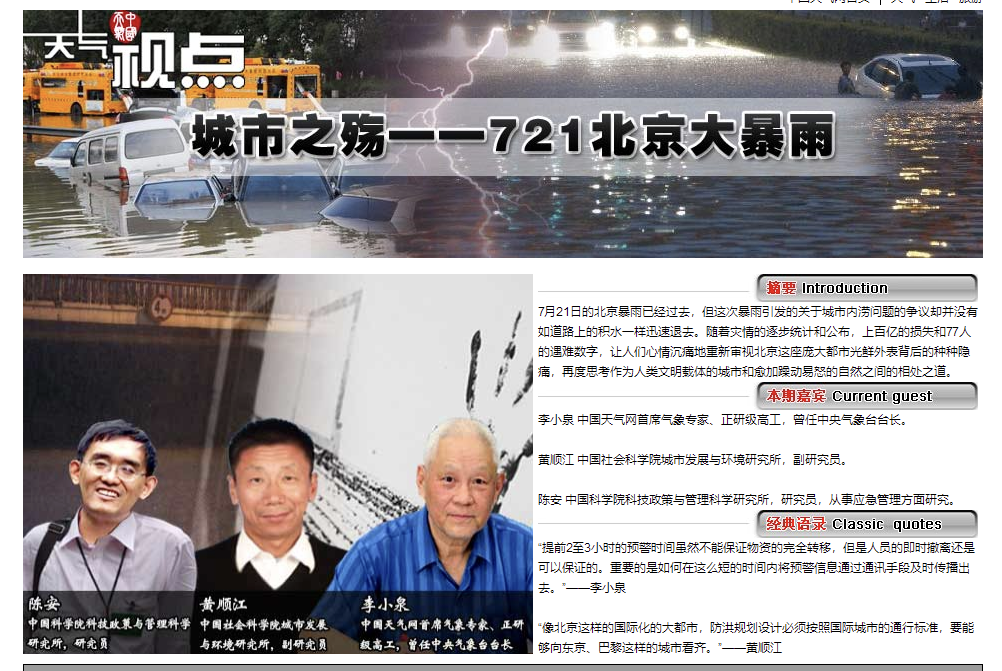 天气
中国天气
视点
城市之殇——721北京大暴雨
摘要 Introduction
7月21日的北京暴雨已经过去，但这次暴雨引发的关于城市内涝问题的争议却并没有
如道路上的积水一样迅速退去。随着灾情的逐步统计和公布，上百亿的损失和77人
的遇难数字，让人们心情沉痛地重新审视北京这座庞大都市光鲜外表背后的种种隐
痛，再度思考作为人类文明载体的城市和愈加躁动易怒的自然之间的相处之道。
本期嘉宾 Current guest
李小泉 中国天气网首席气象专家、正研级高工，曾任中央气象台台长。
黄顺江 中国社会科学院城市发展与环境研究所，副研究员。
陈安 中国科学院科技政策与管理科学研究所，研究员，从事应急管理方面研究。
经典语录 Classic quotes
“提前2至3小时的预警时间虽然不能保证物资的完全转移，但是人员的即时撤离还是
可以保证的。重要的是如何在这么短的时间内将预警信息通过通讯手段及时传播出
去。”——李小泉
“像北京这样的国际化的大都市，防洪规划设计必须按照国际城市的通行标准，要能
够向东京、巴黎这样的城市看齐。”——黄顺江
陈安
中国科学院科技政策与管理科学
研究所，研究员
黄顺江
中国社会科学院城市发展
与环境研究所，副研究员
李小泉
中国天气网首席气象专家、正研
级高工，曾任中央气象台台长